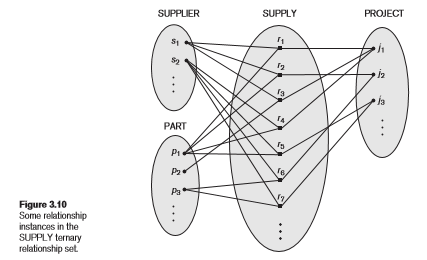 SUPPLIER SUPPLY PROJECT
s1
s2
PART
p1
p2
p3
r1
r2
r3
r4
r5
r6
r7
j1
j2
j3
Figure 3.10
Some relationship
instances in the
SUPPLY ternary
relationship set.